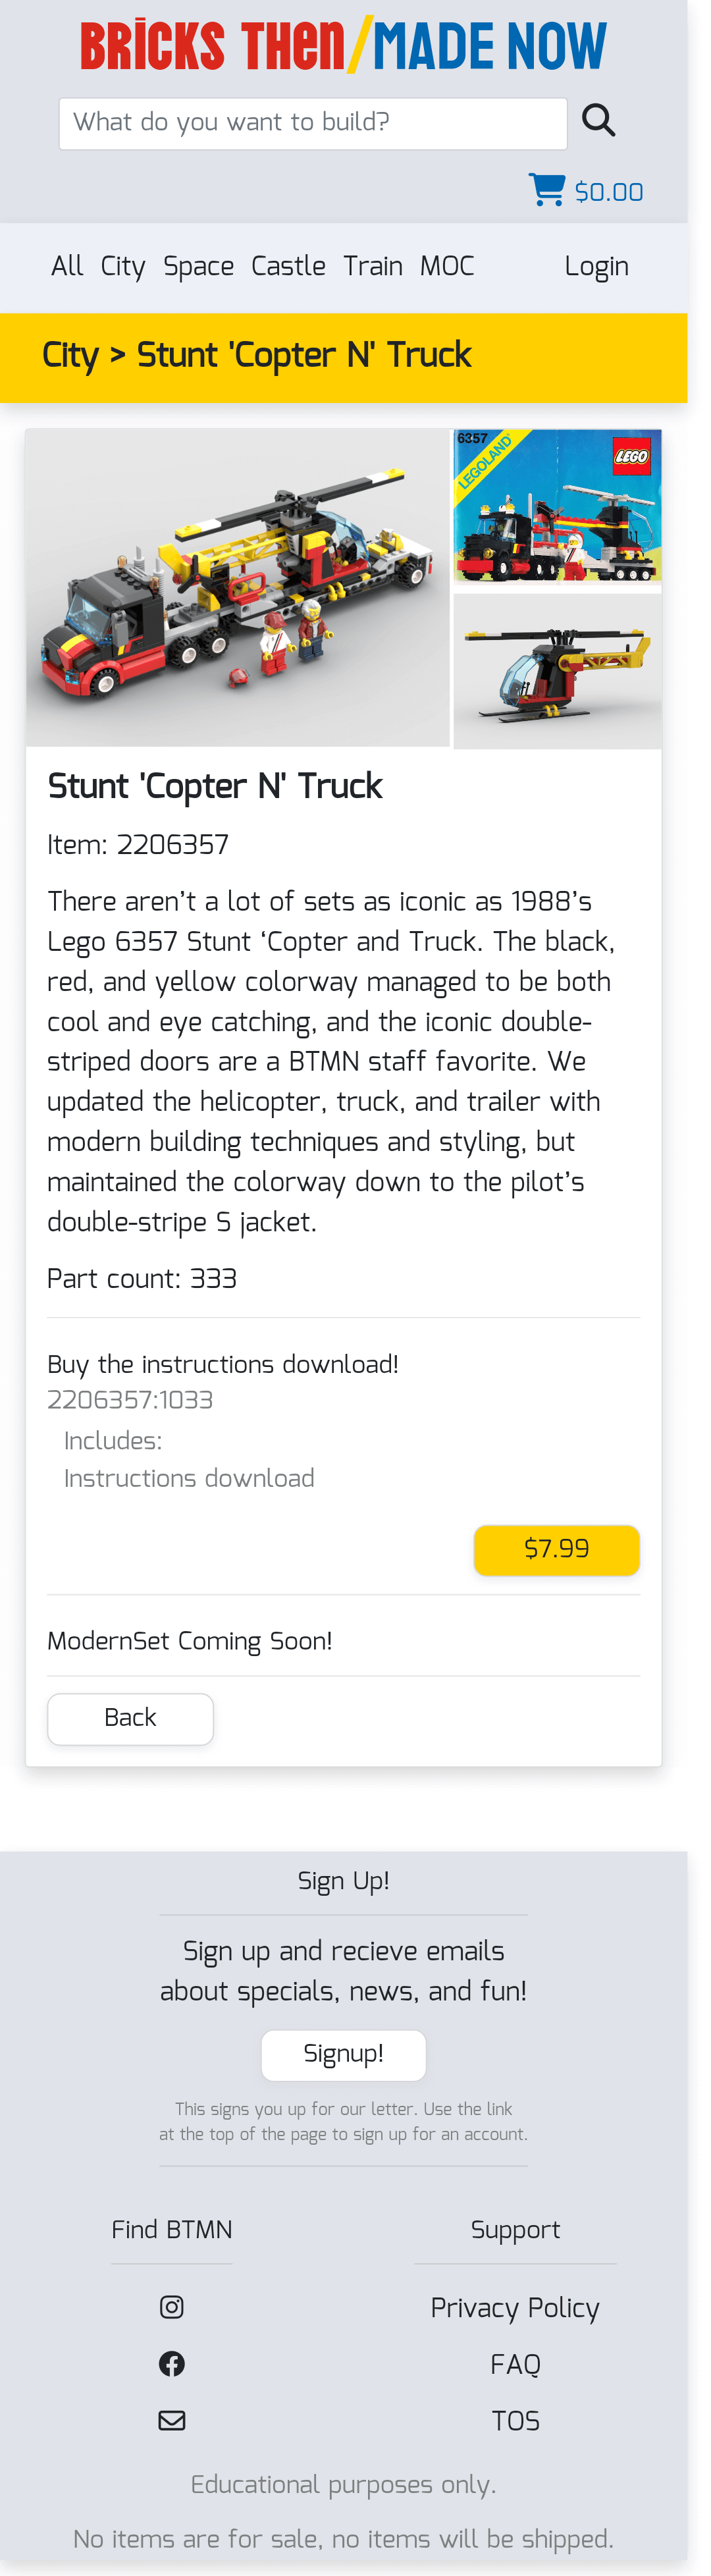 BRICKS THEN/MADE NOW
What do you want to build?
$0.00
All City Space Castle Train MOC Login
City > Stunt 'Copter N' Truck
6357
LEGOLAND
LEGO
Stunt 'Copter N' Truck
Item: 2206357
There aren’t a lot of sets as iconic as 1988’s
Lego 6357 Stunt ‘Copter and Truck. The black,
red, and yellow colorway managed to be both
cool and eye catching, and the iconic double-
striped doors are a BTMN staff favorite. We
updated the helicopter, truck, and trailer with
modern building techniques and styling, but
maintained the colorway down to the pilot’s
double-stripe S jacket.
Part count: 333
Buy the instructions download!
2206357:1033
Includes:
Instructions download
$7.99
ModernSet Coming Soon!
Back
Sign Up!
Sign up and recieve emails
about specials, news, and fun!
Signup!
This signs you up for our letter. Use the link
at the top of the page to sign up for an account.
Find BTMN
Support
Privacy Policy
FAQ
TOS
Educational purposes only.
No items are for sale, no items will be shipped.